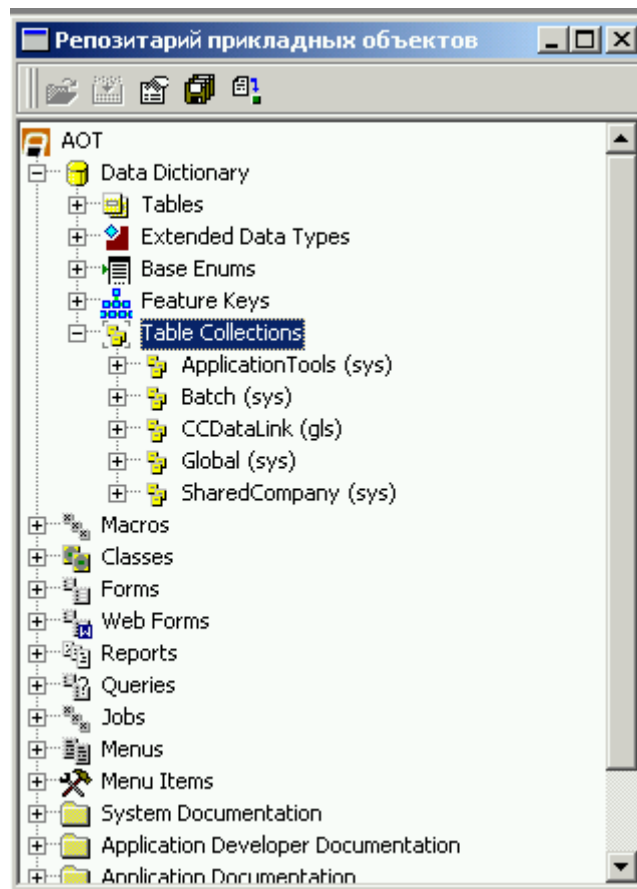 Репозитарий прикладных объектов
AOT
Data Dictionary
Tables
Extended Data Types
Base Enums
Feature Keys
Table Collections
ApplicationTools (sys)
Batch (sys)
CCDataLink (gls)
Global (sys)
SharedCompany (sys)
Macros
Classes
Forms
Web Forms
Reports
Queries
Jobs
Menus
Menu Items
System Documentation
Application Developer Documentation
Application Documentation